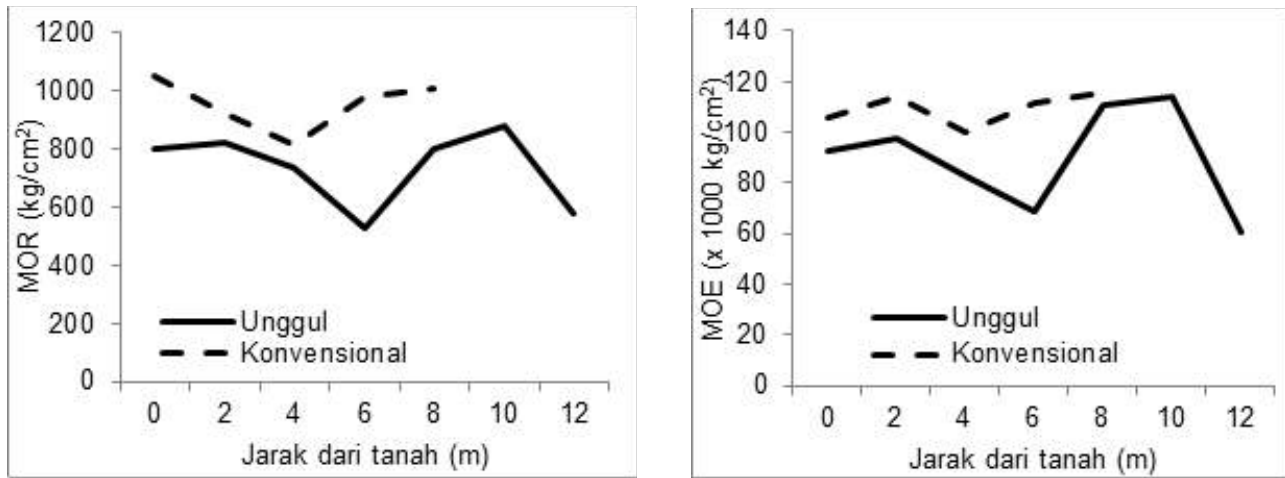 1200
1000
800
600
400
200
0
MOR (kg/cm²)
Unggul
Konvensional
0 2 4 6 8 10 12
Jarak dari tanah (m)
140
120
100
80
60
40
20
0
MOE (x 1000 kg/cm²)
Unggul
Konvensional
0 2 4 6 8 10 12
Jarak dari tanah (m)